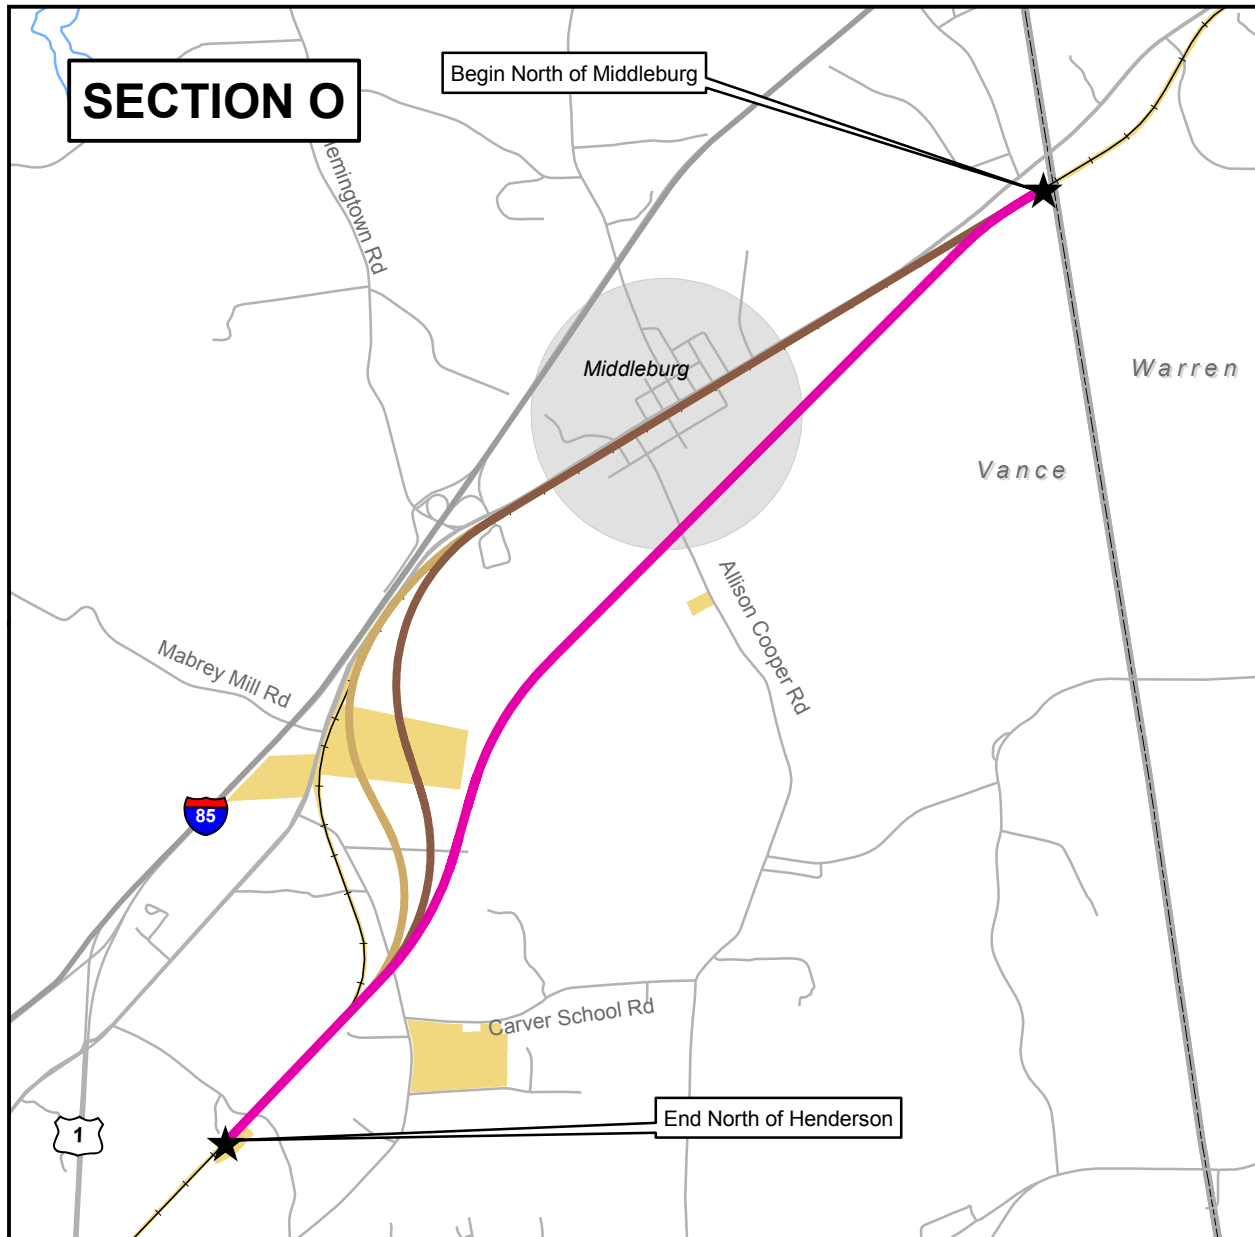 SECTION O
Begin North of Middleburg
lemingtown Rd
Middleburg
Warren
Vance
Allison Cooper Rd
Mabrey Mill Rd
85
Carver School Rd
End North of Henderson
1